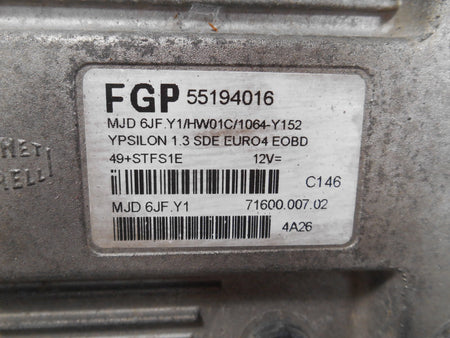 FGP 55194016
MJD 6JF.Y1/HW01C/1064-Y152
YPSILON 1.3 SDE EURO4 EOBD
49+STFS1E 12V=
C146
MJD 6JF.Y1 71600.007.02
4A26